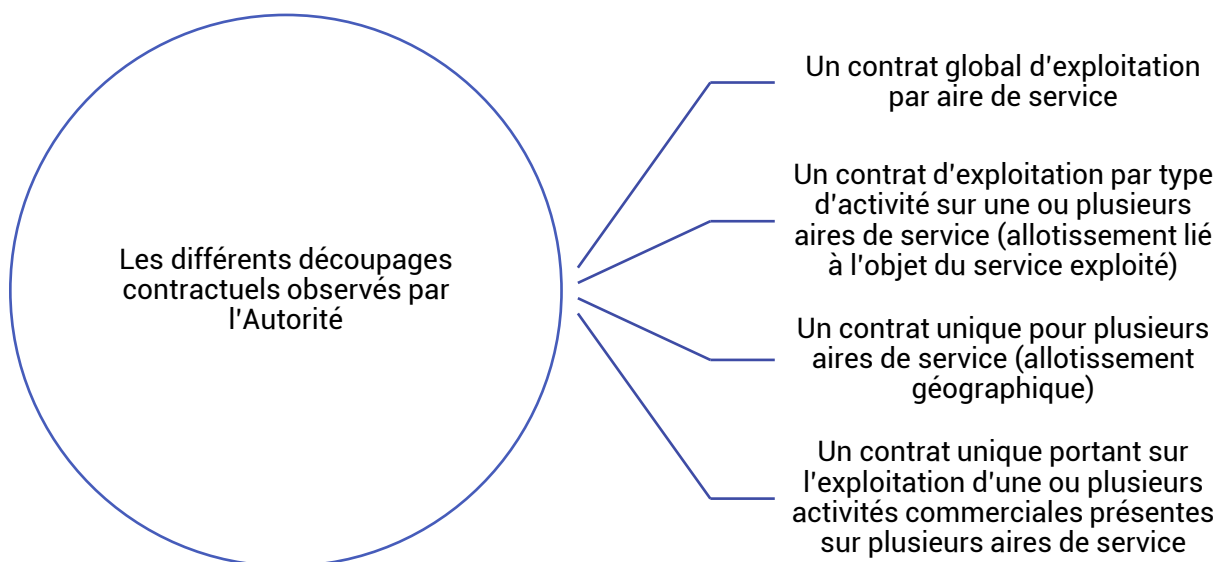 Les différents découpages
contractuels observés par
l'Autorité
Un contrat global d'exploitation
par aire de service
Un contrat d'exploitation par type
d'activité sur une ou plusieurs
aires de service (allotissement lié
à l'objet du service exploité)
Un contrat unique pour plusieurs
aires de service (allotissement
géographique)
Un contrat unique portant sur
l'exploitation d'une ou plusieurs
activités commerciales présentes
sur plusieurs aires de service